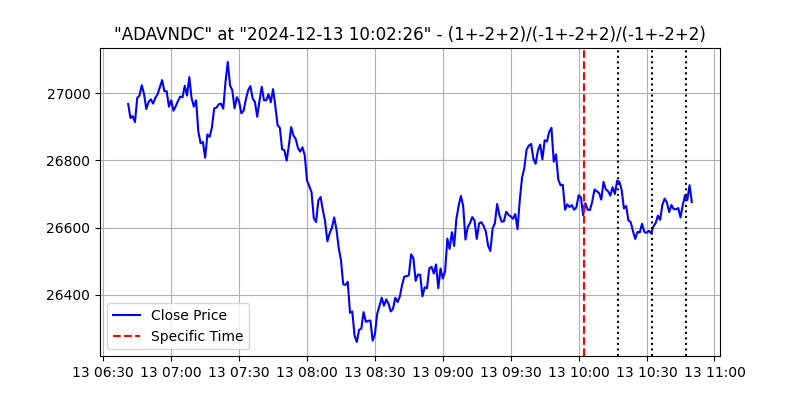 "ADAVNDC" at "2024-12-13 10:02:26" - (1+-2+2)/(-1+-2+2)/(-1+-2+2)
27000
26800
26600
26400
Close Price
Specific Time
13 06:30 13 07:00 13 07:30 13 08:00 13 08:30 13 09:00 13 09:30 13 10:00 13 10:30 13 11:00